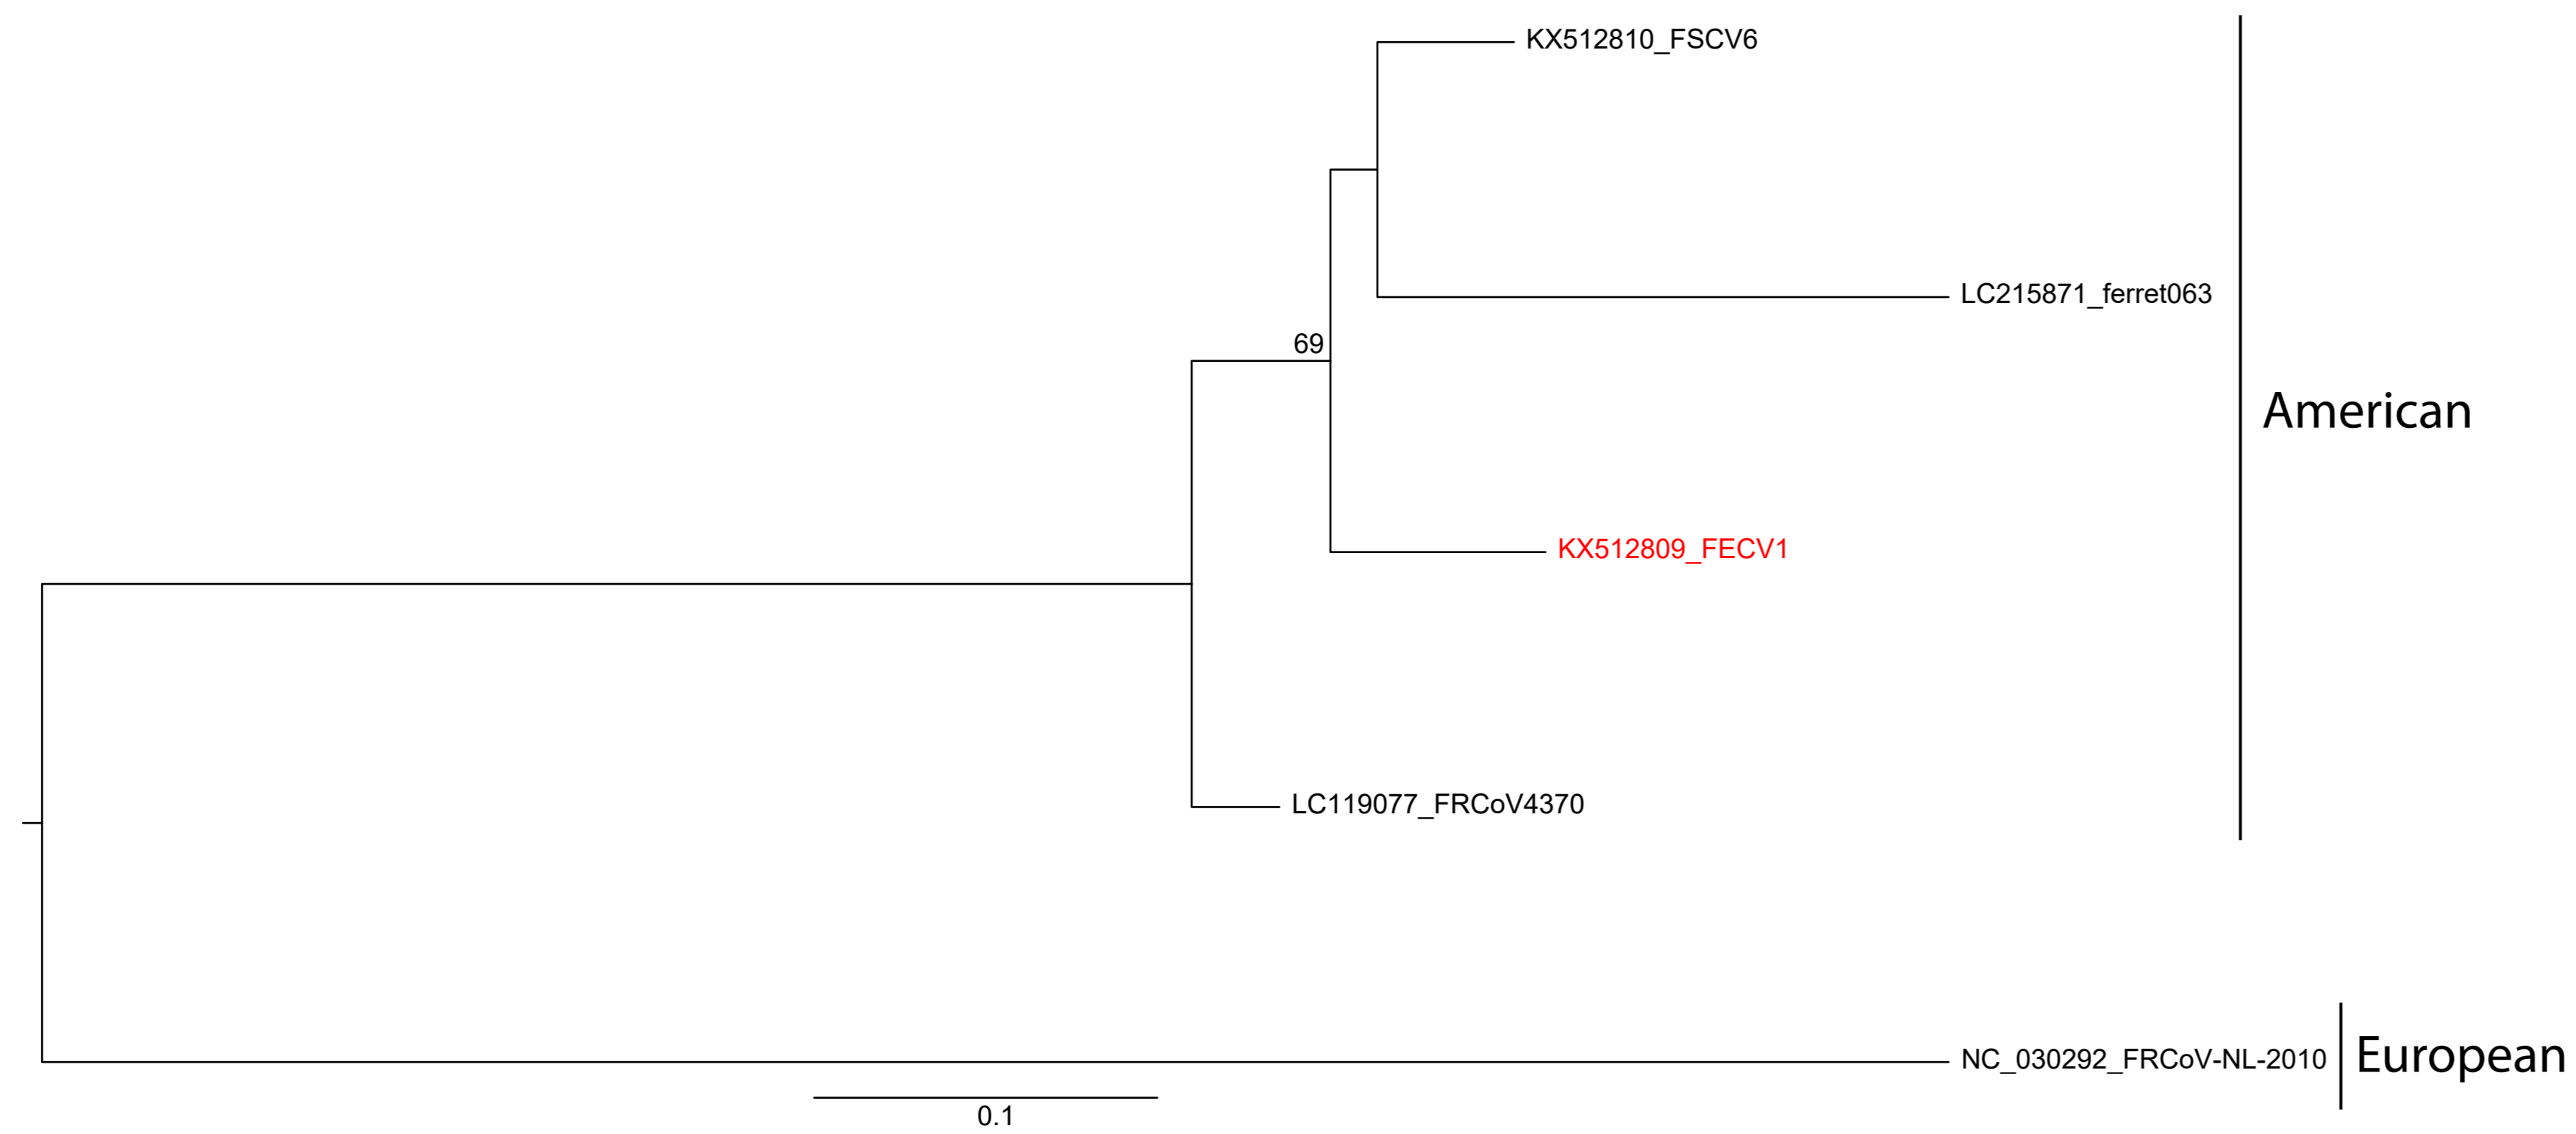 KX512810_FSCV6
LC215871_ferret063
69
American
KX512809_FECV1
LC119077_FRCoV4370
NC_030292_FRCoV-NL-2010
European
0.1